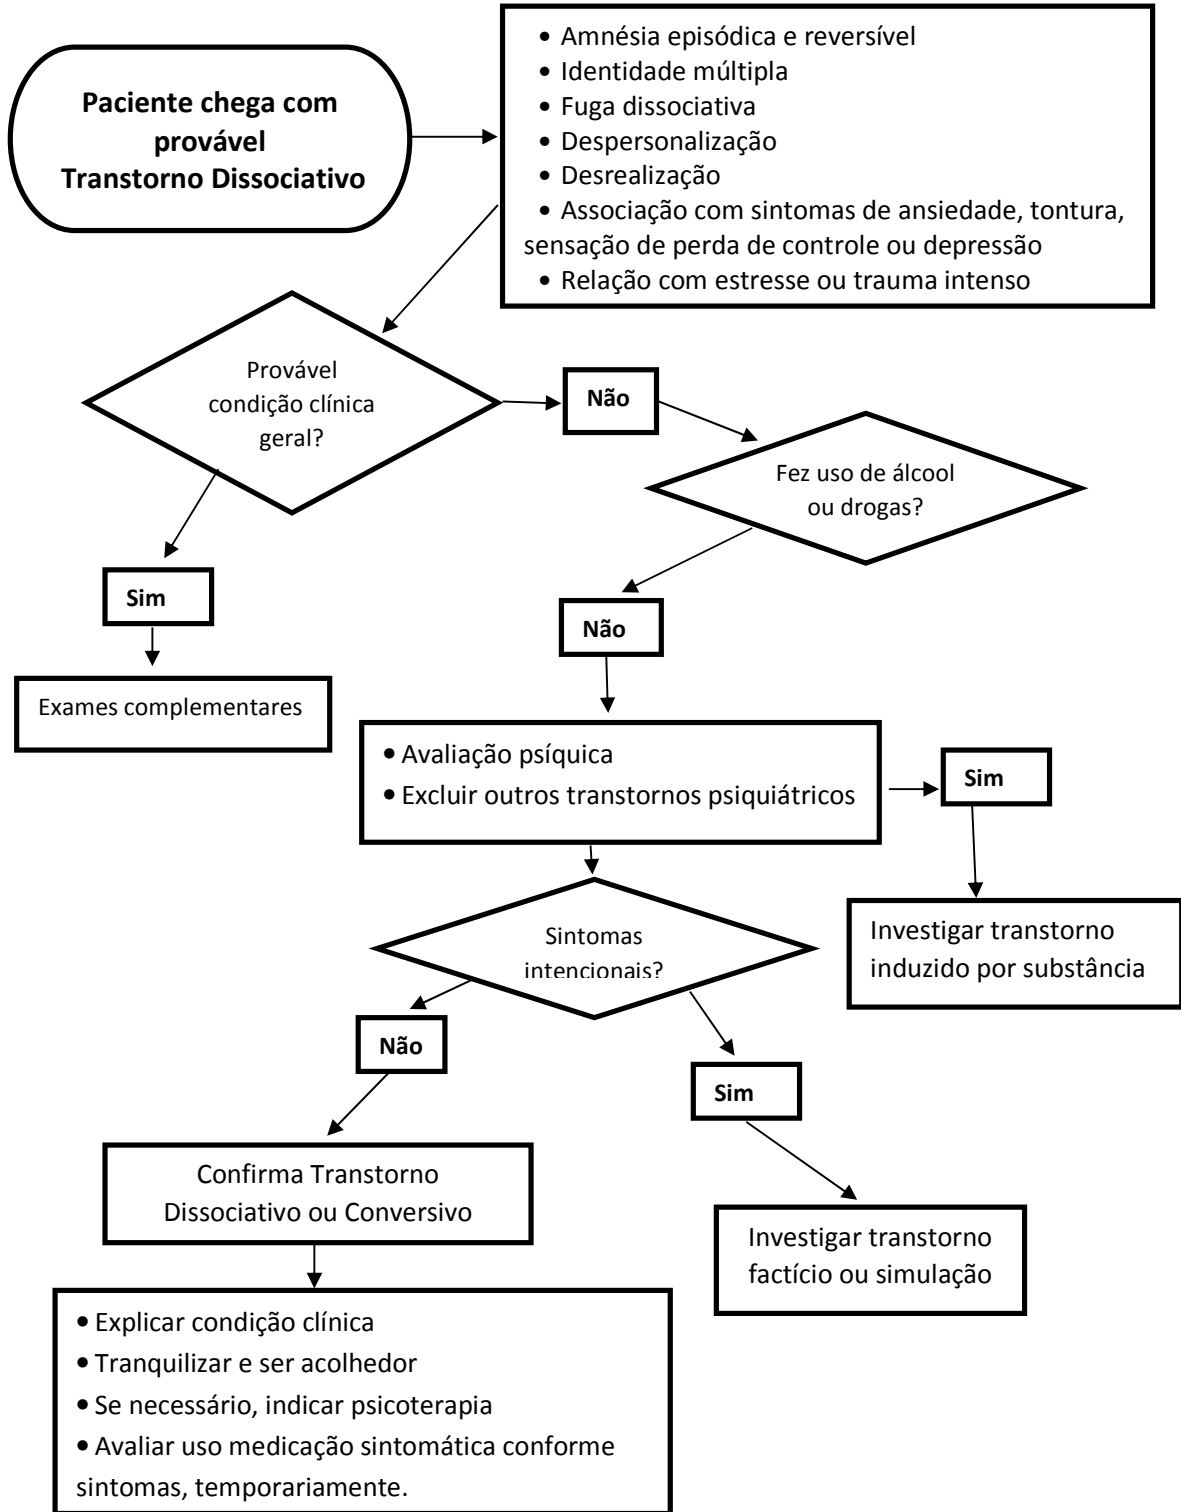 Paciente chega com
provável
Transtorno Dissociativo
• Amnésia episódica e reversível
• Identidade múltipla
• Fuga dissociativa
• Despersonalização
• Desrealização
• Associação com sintomas de ansiedade, tontura,
sensação de perda de controle ou depressão
• Relação com estresse ou trauma intenso
Provável
condição clínica
geral?
Não
Fez uso de álcool
ou drogas?
Sim
Não
Exames complementares
• Avaliação psíquica
• Excluir outros transtornos psiquiátricos
Sim
Investigar transtorno
induzido por substância
Sintomas
intencionais?
Não
Sim
Confirma Transtorno
Dissociativo ou Conversivo
Investigar transtorno
factício ou simulação
• Explicar condição clínica
• Tranquilizar e ser acolhedor
• Se necessário, indicar psicoterapia
• Avaliar uso medicação sintomática conforme
sintomas, temporariamente.